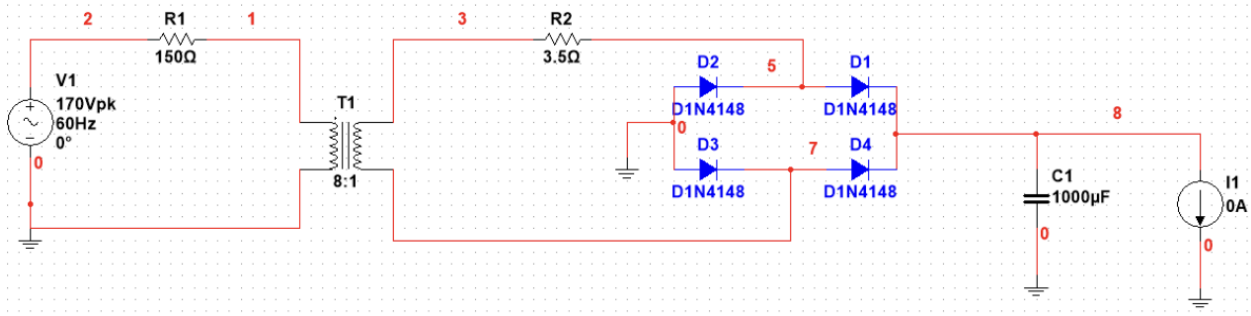 2
R1
1
150Ω
V1
170Vpk
60Hz
0°
0
T1
8:1
3
R2
3.5Ω
D2
5
D1
D1N4148
D1N4148
0
D3
7
D4
D1N4148
D1N4148
8
C1
1000µF
0
I1
0A
0